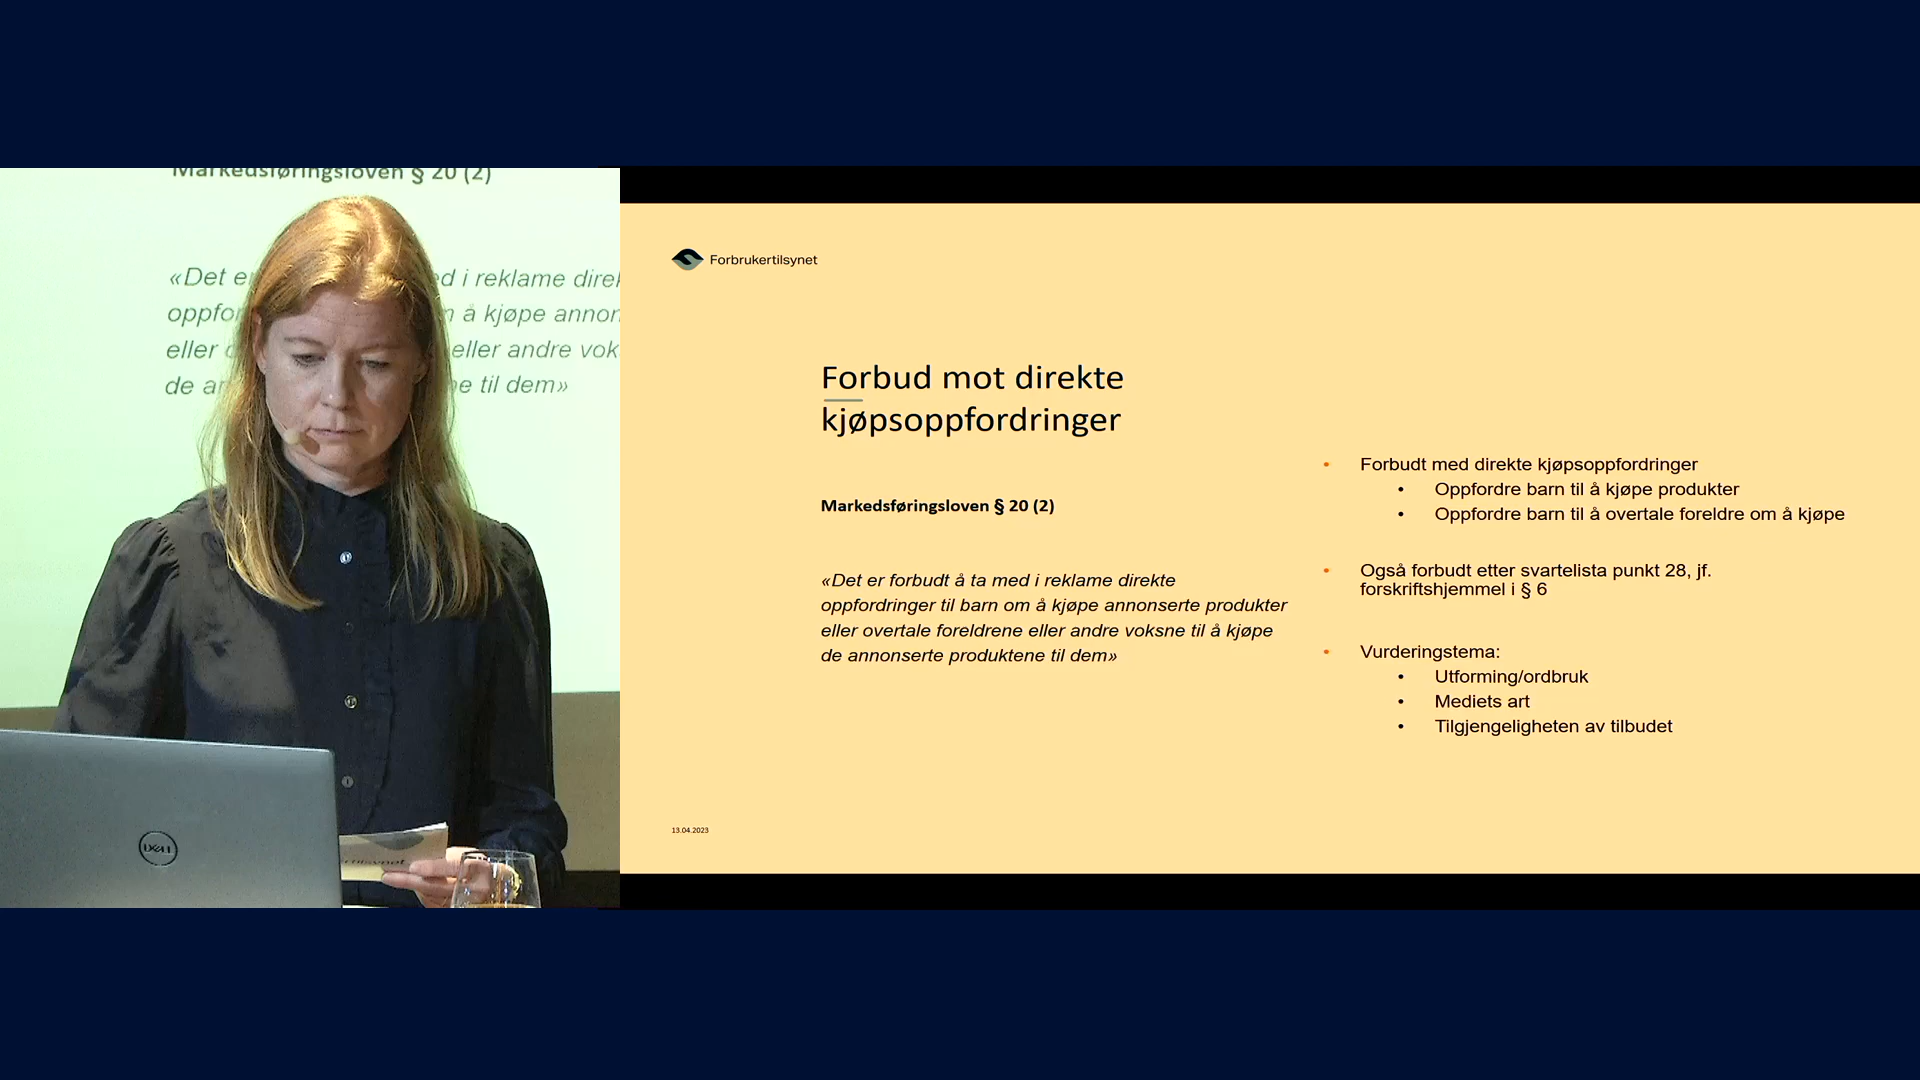 Markedsføringsloven § 20 (2)
«Det er d i reklame
oppfo å kjøpe
eller eller andre
de til dem»
DELL
Forbrukertilsynet
Forbud mot direkte
kjøpsoppfordringer
Markedsføringsloven § 20 (2)
«Det er forbudt å ta med i reklame direkte
oppfordringer til barn om å kjøpe annonserte produkter
eller overtale foreldrene eller andre voksne til å kjøpe
de annonserte produktene til dem»
• Forbudt med direkte kjøpsoppfordringer
• Oppfordre barn til å kjøpe produkter
• Oppfordre barn til å overtale foreldre om å kjøpe
• Også forbudt etter svartelista punkt 28, jf.
forskriftshjemmel i § 6
• Vurderingstema:
• Utforming/ordbruk
• Mediets art
• Tilgjengeligheten av tilbudet
13.04.2023